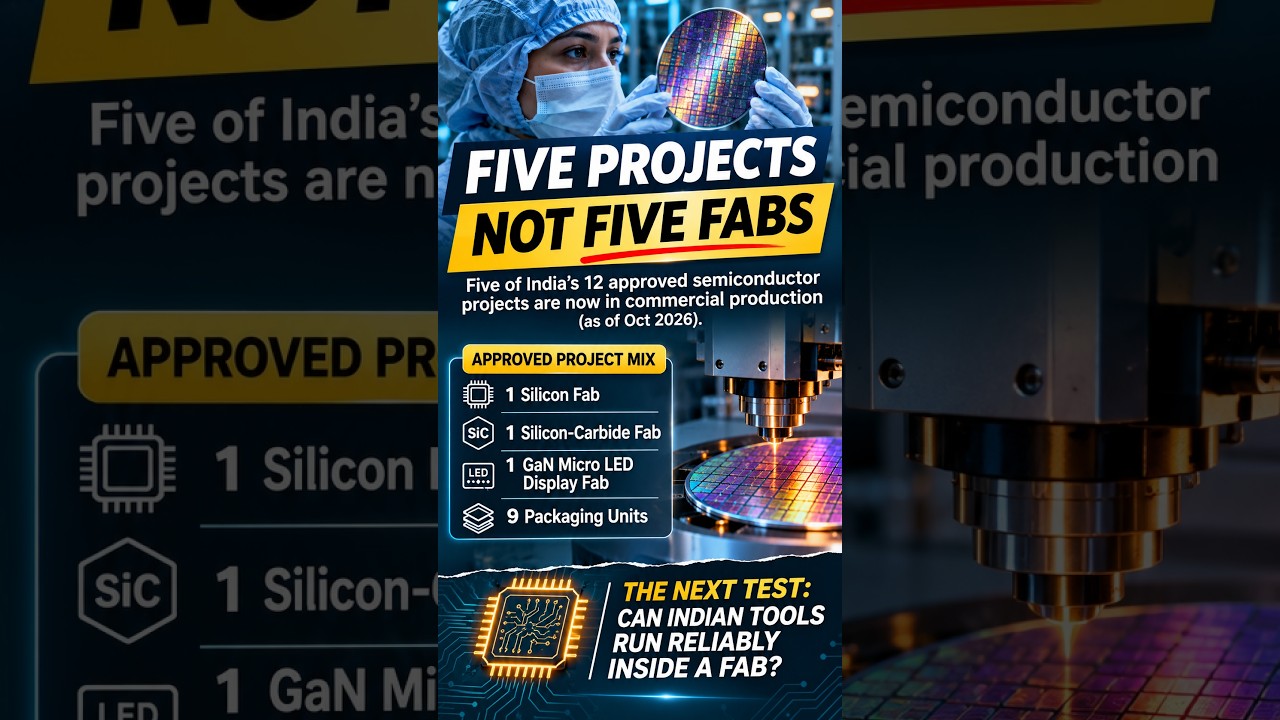 FIVE PROJECTS
NOT FIVE FABS
Five of India's 12 approved semiconductor
projects are now in commercial production
(as of Oct 2026).
APPROVED PROJECT MIX
1 Silicon Fab
SiC
1 Silicon-Carbide Fab
LED
1 GaN Micro LED
Display Fab
9 Packaging Units
THE NEXT TEST:
CAN INDIAN TOOLS
RUN RELIABLY
INSIDE A FAB?
NO
Five of India's
projects are n
APPROVED PR
1 Silicon
SiC
1 Silicon-
1 GaN Mi
LED
emiconductor
ial production